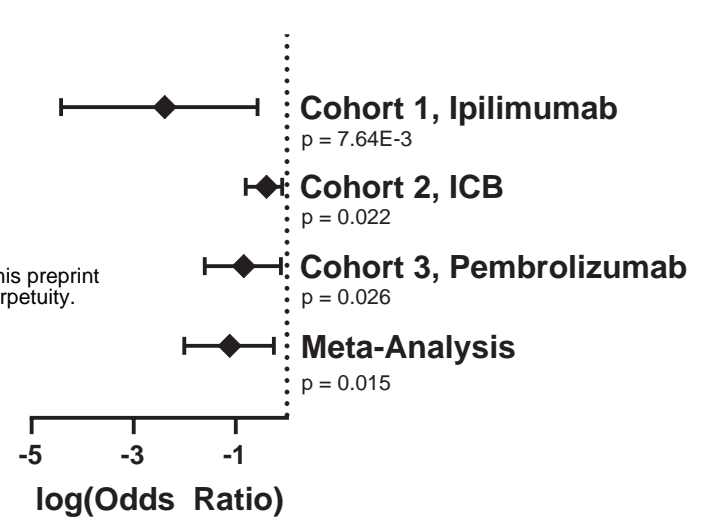 Cohort 1, Ipilimumab
p = 7.64E-3
Cohort 2, ICB
p = 0.022
Cohort 3, Pembrolizumab
p = 0.026
preprint
Meta-Analysis
p = 0.015
-5 -3 -1
log(Odds Ratio)